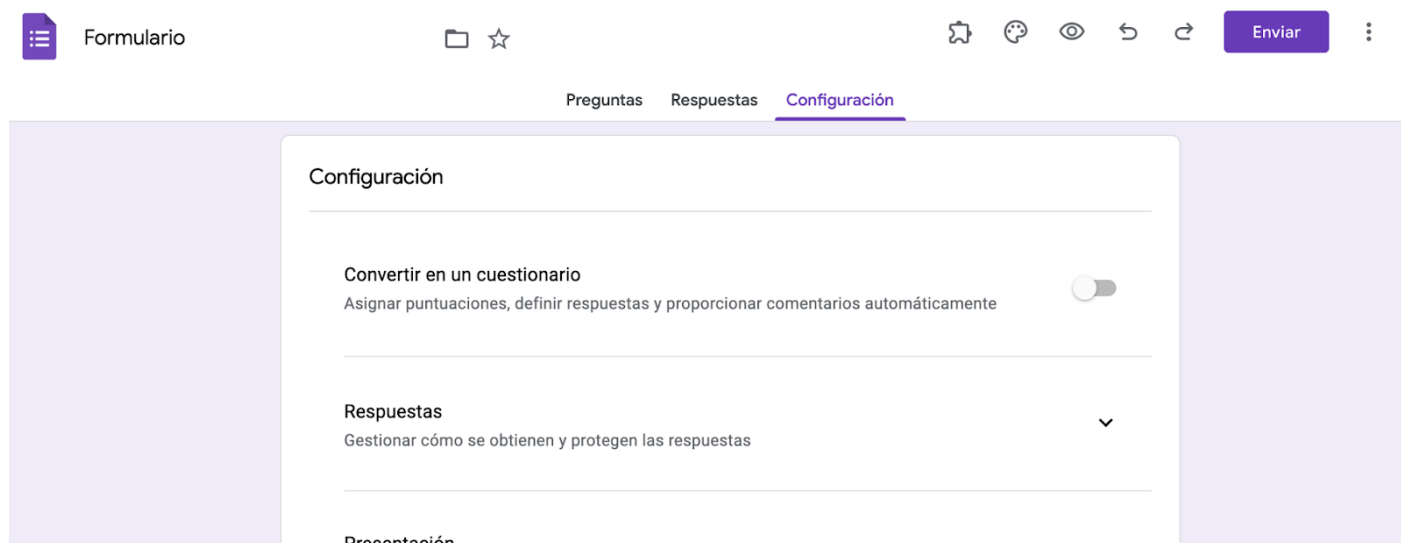 Formulario
Enviar
Preguntas Respuestas Configuración
Configuración
Convertir en un cuestionario
Asignar puntuaciones, definir respuestas y proporcionar comentarios automáticamente
Respuestas
Gestionar cómo se obtienen y protegen las respuestas
Presentación